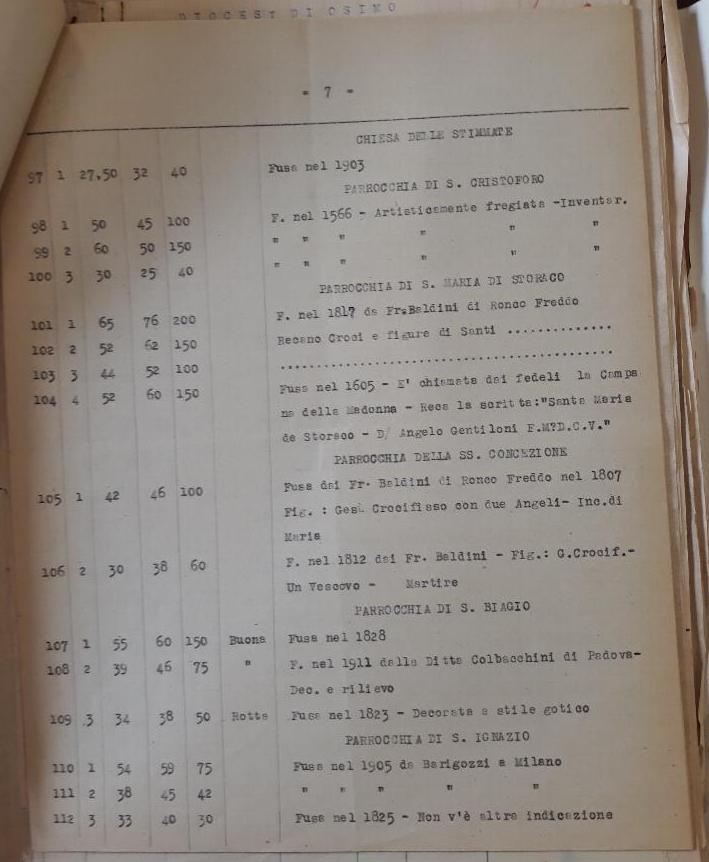 DIOCESI DI OSIMO
- 7 -
CHIESA DELLE STIMMATE
97 1 27,50 32 40 Fusa nel 1903
PARROCCHIA DI S. CRISTOFORO
98 1 50 45 100 F. nel 1566 - Artisticamente fregiata -Inventar.
99 2 60 50 150 " " " " " "
100 3 30 25 40 " " " " " "
PARROCCHIA DI S. MARIA DI STORACO
101 1 65 76 200 F. nel 1817 da Fr.Baldini di Ronco Freddo
102 2 52 62 150 Recano Croci e figure di Santi ..............
103 3 44 52 100 ............................................
104 4 52 60 150 Fusa nel 1605 - E' chiamata dai fedeli la Campa
na della Madonna - Reca la scritta:"Santa Maria
de Storaco - D/ Angelo Gentiloni F.M?D.C.V."
PARROCCHIA DELLA SS. CONCEZIONE
105 1 42 46 100 Fusa dai Fr. Baldini di Ronco Freddo nel 1807
Fig. : Gesù Crocifisso con due Angeli- Inc.di
Maria
106 2 30 38 60 F. nel 1812 dai Fr. Baldini - Fig.: G.Crocif.-
Un Vescovo - Martire
PARROCCHIA DI S. BIAGIO
107 1 55 60 150 Buona Fusa nel 1828
108 2 39 46 75 " F. nel 1911 dalla Ditta Colbacchini di Padova-
Dec. e rilievo
109 3 34 38 50 Rotta Fusa nel 1823 - Decorata a stile gotico
PARROCCHIA DI S. IGNAZIO
110 1 54 59 75 Fusa nel 1905 da Barigozzi a Milano
111 2 38 45 42 " " " " "
112 3 33 40 30 Fusa nel 1825 - Non v'è altra indicazione